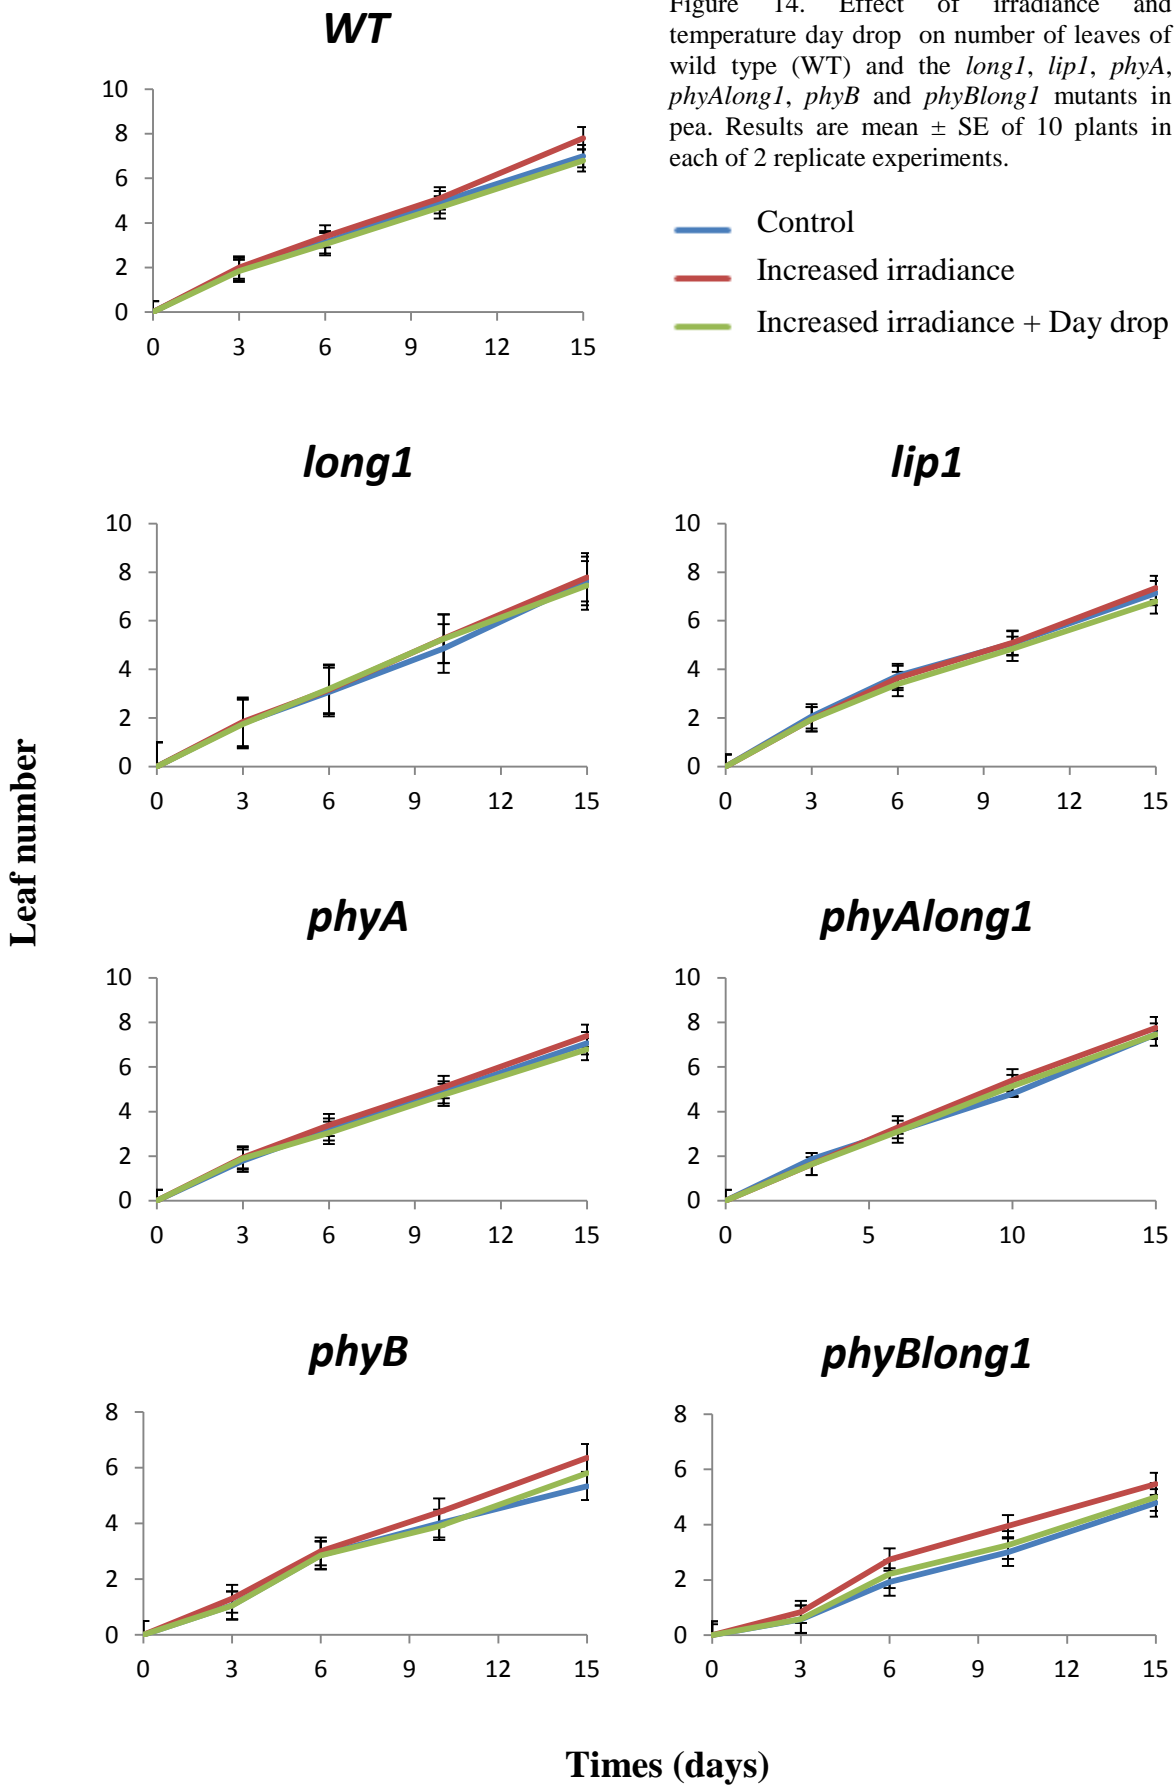 Figure 14. Effect of irradiance and
temperature day drop on number of leaves of
wild type (WT) and the long1, lip1, phyA,
phyAlong1, phyB and phyBlong1 mutants in
pea. Results are mean ± SE of 10 plants in
each of 2 replicate experiments.
Control
Increased irradiance
Increased irradiance + Day drop
WT
10
8
6
4
2
0
0 3 6 9 12 15
long1
10
8
6
4
2
0
0 3 6 9 12 15
lip1
10
8
6
4
2
0
0 3 6 9 12 15
Leaf number
phyA
10
8
6
4
2
0
0 3 6 9 12 15
phyAlong1
10
8
6
4
2
0
0 5 10 15
phyB
8
6
4
2
0
0 3 6 9 12 15
phyBlong1
8
6
4
2
0
0 3 6 9 12 15
Times (days)